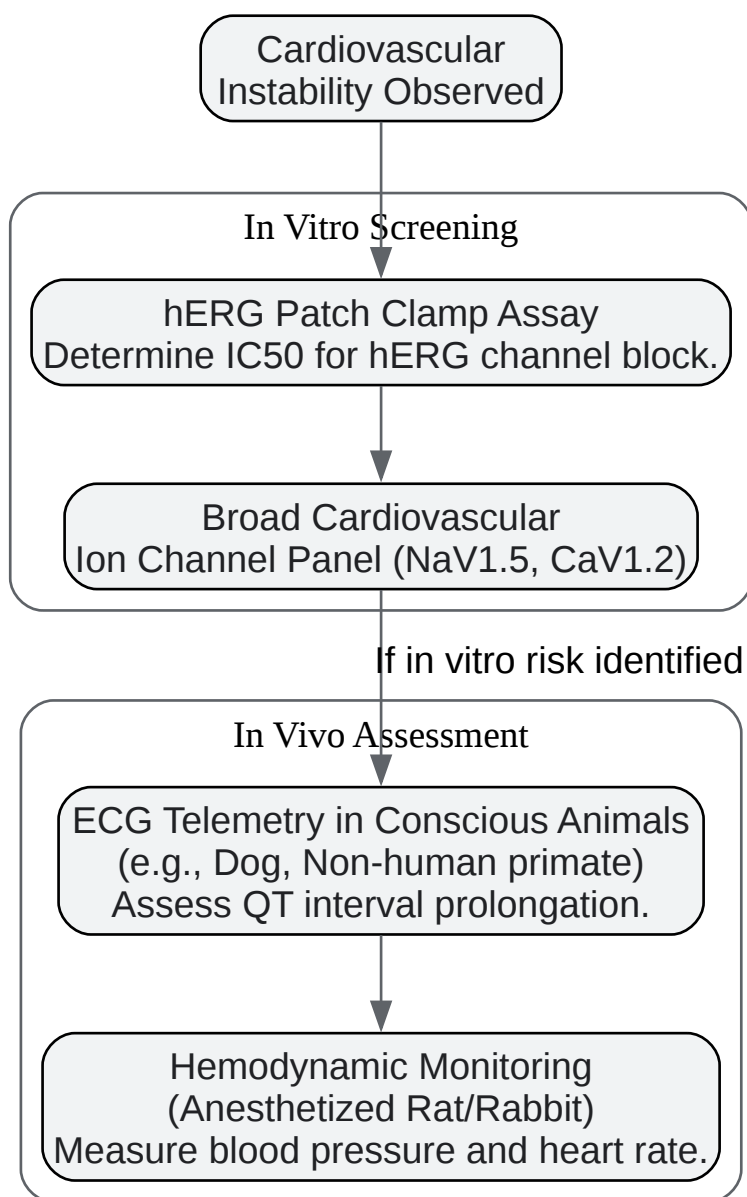 Cardiovascular
Instability Observed
In Vitro Screening
hERG Patch Clamp Assay
Determine IC50 for hERG channel block.
Broad Cardiovascular
Ion Channel Panel (NaV1.5, CaV1.2)
If in vitro risk identified
In Vivo Assessment
ECG Telemetry in Conscious Animals
(e.g., Dog, Non-human primate)
Assess QT interval prolongation.
Hemodynamic Monitoring
(Anesthetized Rat/Rabbit)
Measure blood pressure and heart rate.